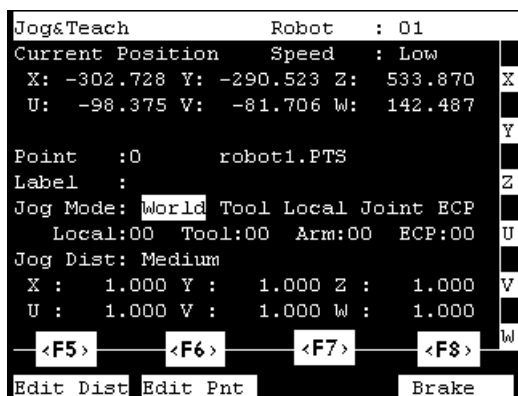 Jog&Teach Robot : 01
Current Position Speed : Low
X: -302.728 Y: -290.523 Z: 533.870 X
U: -98.375 V: -81.706 W: 142.487
Y
Point :0 robot1.PTS
Label : Z
Jog Mode: World Tool Local Joint ECP
Local:00 Tool:00 Arm:00 ECP:00 U
Jog Dist: Medium
X : 1.000 Y : 1.000 Z : 1.000 V
U : 1.000 V : 1.000 W : 1.000
W
<F5> <F6> <F7> <F8>
Edit Dist Edit Pnt Brake